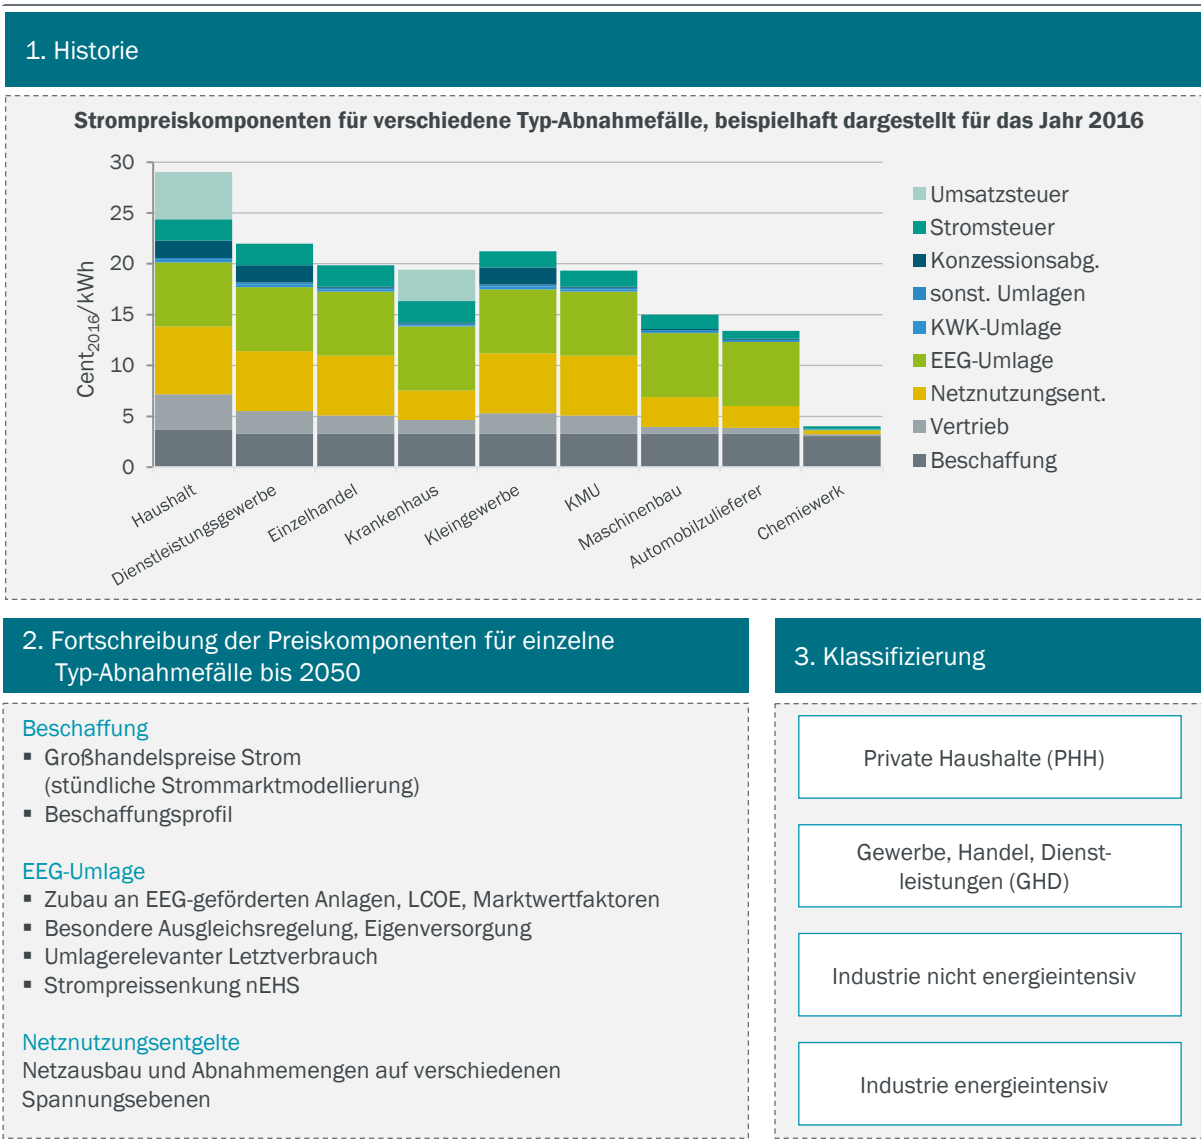 1. Historie
Strompreiskomponenten für verschiedene Typ-Abnahmefälle, beispielhaft dargestellt für das Jahr 2016
30
25
20
15
10
5
0
Cent2016/kWh
Haushalt
Dienstleistungsgewerbe
Einzelhandel
Krankenhaus
Kleingewerbe
KMU
Maschinenbau
Automobilzulieferer
Chemiewerk
Umsatzsteuer
Stromsteuer
Konzessionsabg.
sonst. Umlagen
KWK-Umlage
EEG-Umlage
Netznutzungsent.
Vertrieb
Beschaffung
2. Fortschreibung der Preiskomponenten für einzelne
Typ-Abnahmefälle bis 2050
Beschaffung
▪ Großhandelspreise Strom
(stündliche Strommarktmodellierung)
▪ Beschaffungsprofil
EEG-Umlage
▪ Zubau an EEG-geförderten Anlagen, LCOE, Marktwertfaktoren
▪ Besondere Ausgleichsregelung, Eigenversorgung
▪ Umlagerelevanter Letztverbrauch
▪ Strompreissenkung nEHS
Netznutzungsentgelte
Netzausbau und Abnahmemengen auf verschiedenen
Spannungsebenen
3. Klassifizierung
Private Haushalte (PHH)
Gewerbe, Handel, Dienst-
leistungen (GHD)
Industrie nicht energieintensiv
Industrie energieintensiv